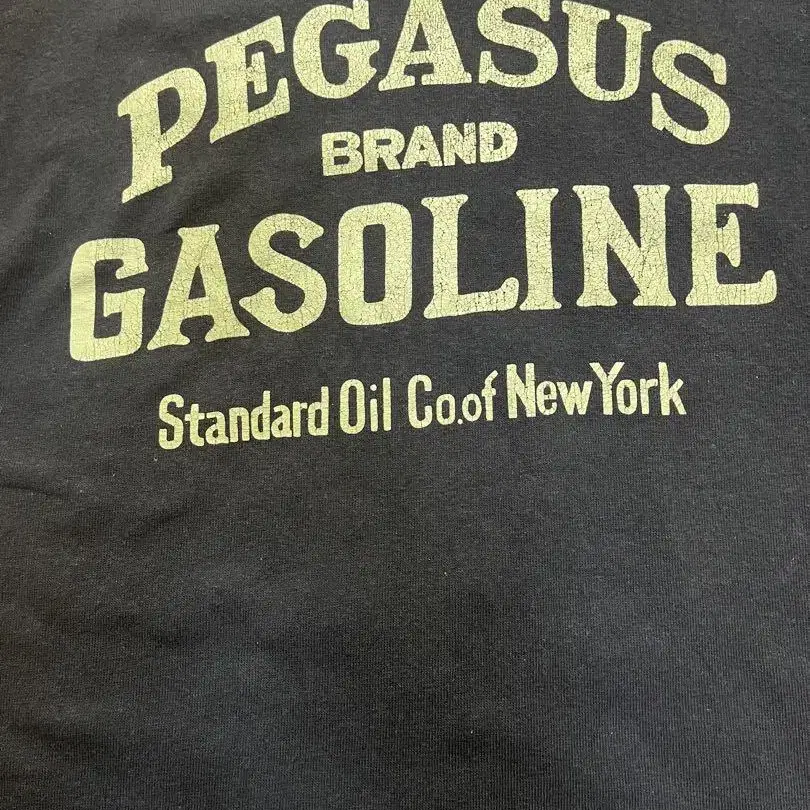 PEGASUS
BRAND
GASOLINE
Standard Oil Co.of New York